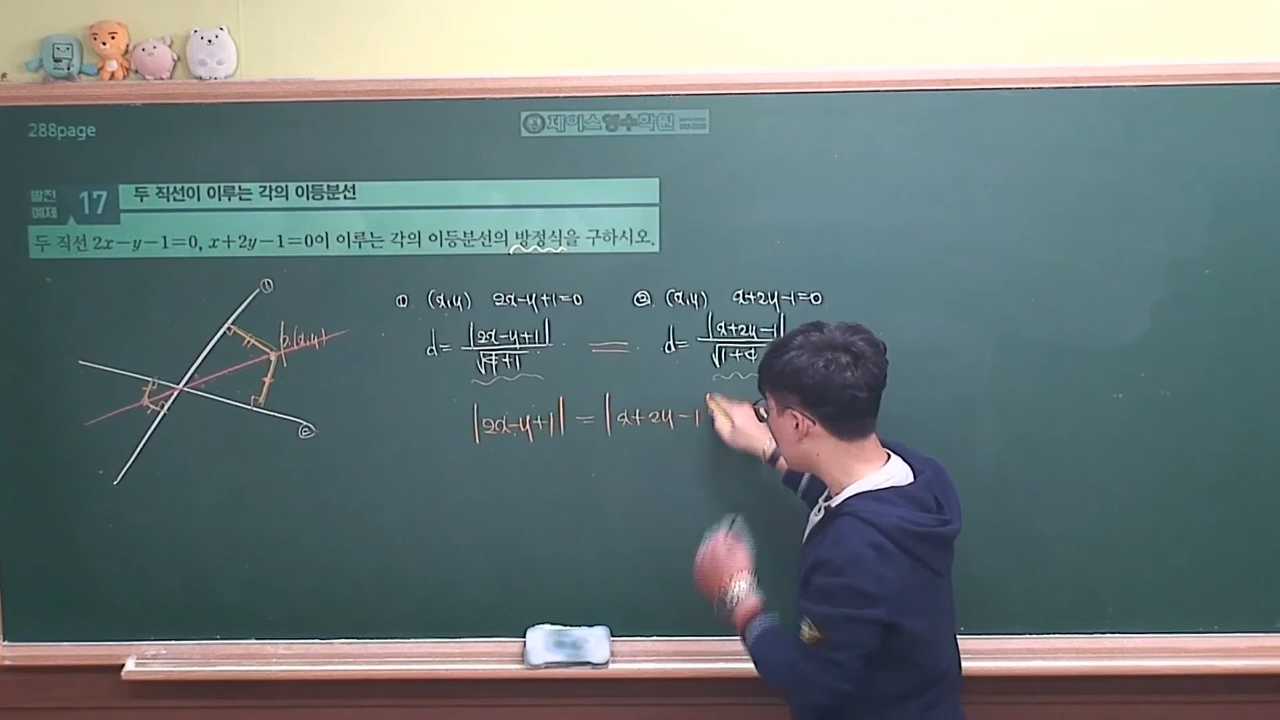 288page
제이스영수학원
발전 예제 17 두 직선이 이루는 각의 이등분선
두 직선 2x-y-1=0, x+2y-1=0이 이루는 각의 이등분선의 방정식을 구하시오.
①
P(x,y)
②
① (x,y) 2x-y+1=0
d= |2x-y+1| / √4+1 =
② (x,y) x+2y-1=0
d= |x+2y-1| / √1+4
|2x-y+1| = |x+2y-1